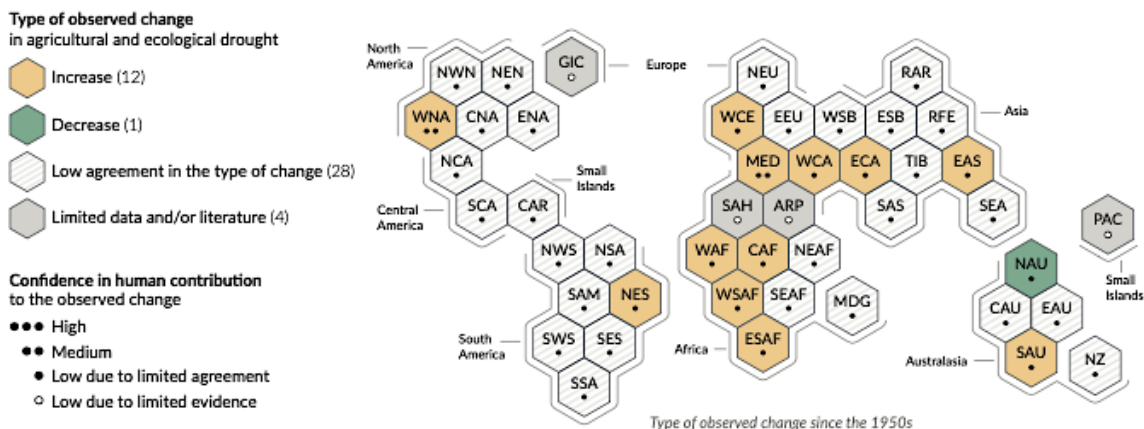 Type of observed change
in agricultural and ecological drought
Increase (12)
Decrease (1)
Low agreement in the type of change (28)
Limited data and/or literature (4)
Confidence in human contribution
to the observed change
High
Medium
Low due to limited agreement
Low due to limited evidence
North
America
GIC
Europe
NWN NEN
NEU
RAR
WNA CNA ENA
WCE EEU WSB ESB RFE
Asia
NCA
MED WCA ECA TIB EAS
Small
Islands
Central
America
SCA CAR
SAH ARP
SAS
SEA
PAC
NWS NSA
WAF CAF NEAF
NAU
Small
Islands
SAM NES
WSAF SEAF MDG
CAU EAU
South
America
SWS SES
Africa
ESAF
Australasia
SAU
NZ
SSA
Type of observed change since the 1950s